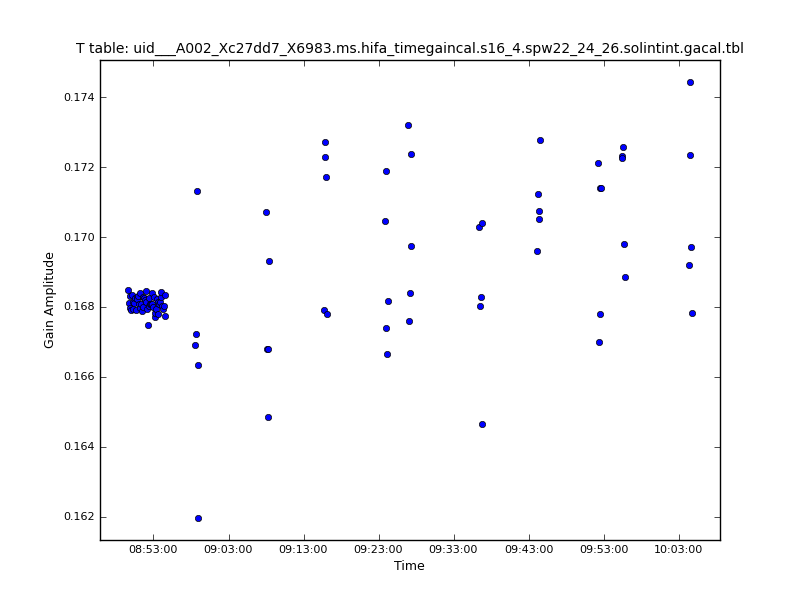 T table: uid___A002_Xc27dd7_X6983.ms.hifa_timegaincal.s16_4.spw22_24_26.solintint.gacal.tbl
0.174
0.172
0.170
0.168
0.166
0.164
0.162
Gain Amplitude
08:53:00 09:03:00 09:13:00 09:23:00 09:33:00 09:43:00 09:53:00 10:03:00
Time